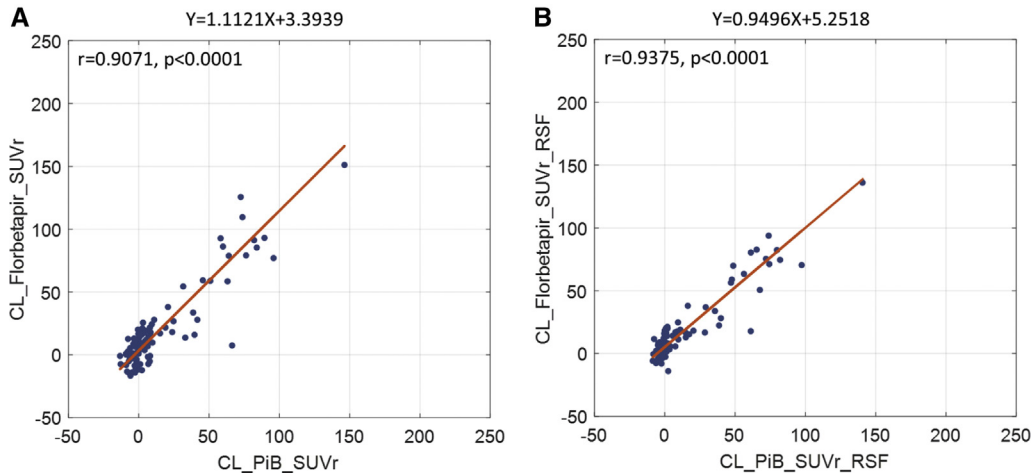 A
Y=1.1121X+3.3939
r=0.9071, p<0.0001
250
200
150
100
50
0
-50
-50 0 50 100 150 200 250
CL_Florbetapir_SUVr
CL_PiB_SUVr
B
Y=0.9496X+5.2518
r=0.9375, p<0.0001
250
200
150
100
50
0
-50
-50 0 50 100 150 200 250
CL_Florbetapir_SUVr_RSF
CL_PiB_SUVr_RSF